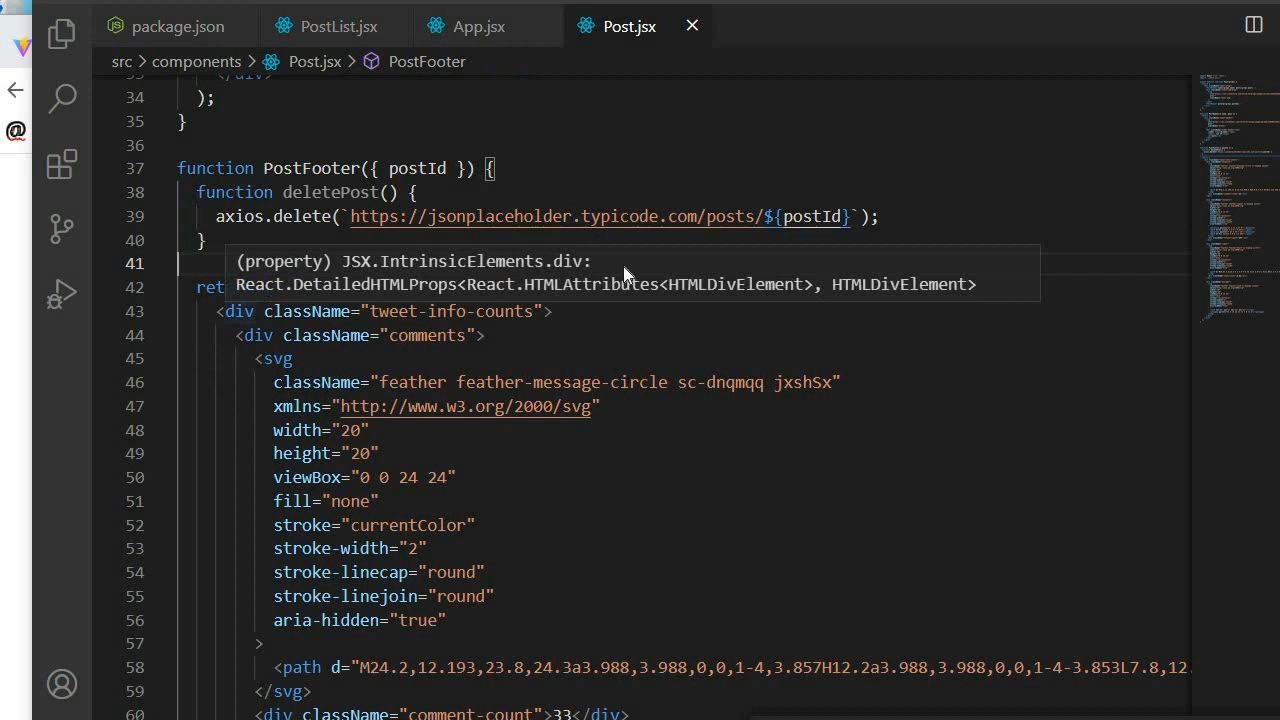 package.json
PostList.jsx
App.jsx
Post.jsx
src > components > Post.jsx > PostFooter
34 );
35 }
36
37 function PostFooter({ postId }) {
38 function deletePost() {
39 axios.delete(`https://jsonplaceholder.typicode.com/posts/${postId}`);
40 }
41 (property) JSX.IntrinsicElements.div:
42 ret React.DetailedHTMLProps<React.HTMLAttributes<HTMLDivElement>, HTMLDivElement>
43 <div className="tweet-info-counts">
44 <div className="comments">
45 <svg
46 className="feather feather-message-circle sc-dnqmqq jxshSx"
47 xmlns="http://www.w3.org/2000/svg"
48 width="20"
49 height="20"
50 viewBox="0 0 24 24"
51 fill="none"
52 stroke="currentColor"
53 stroke-width="2"
54 stroke-linecap="round"
55 stroke-linejoin="round"
56 aria-hidden="true"
57 >
58 <path d="M24.2,12.193,23.8,24.3a3.988,3.988,0,0,1-4,3.857H12.2a3.988,3.988,0,0,1-4-3.853L7.8,12.
59 </svg>
60 <div className="comment-count">33</div>